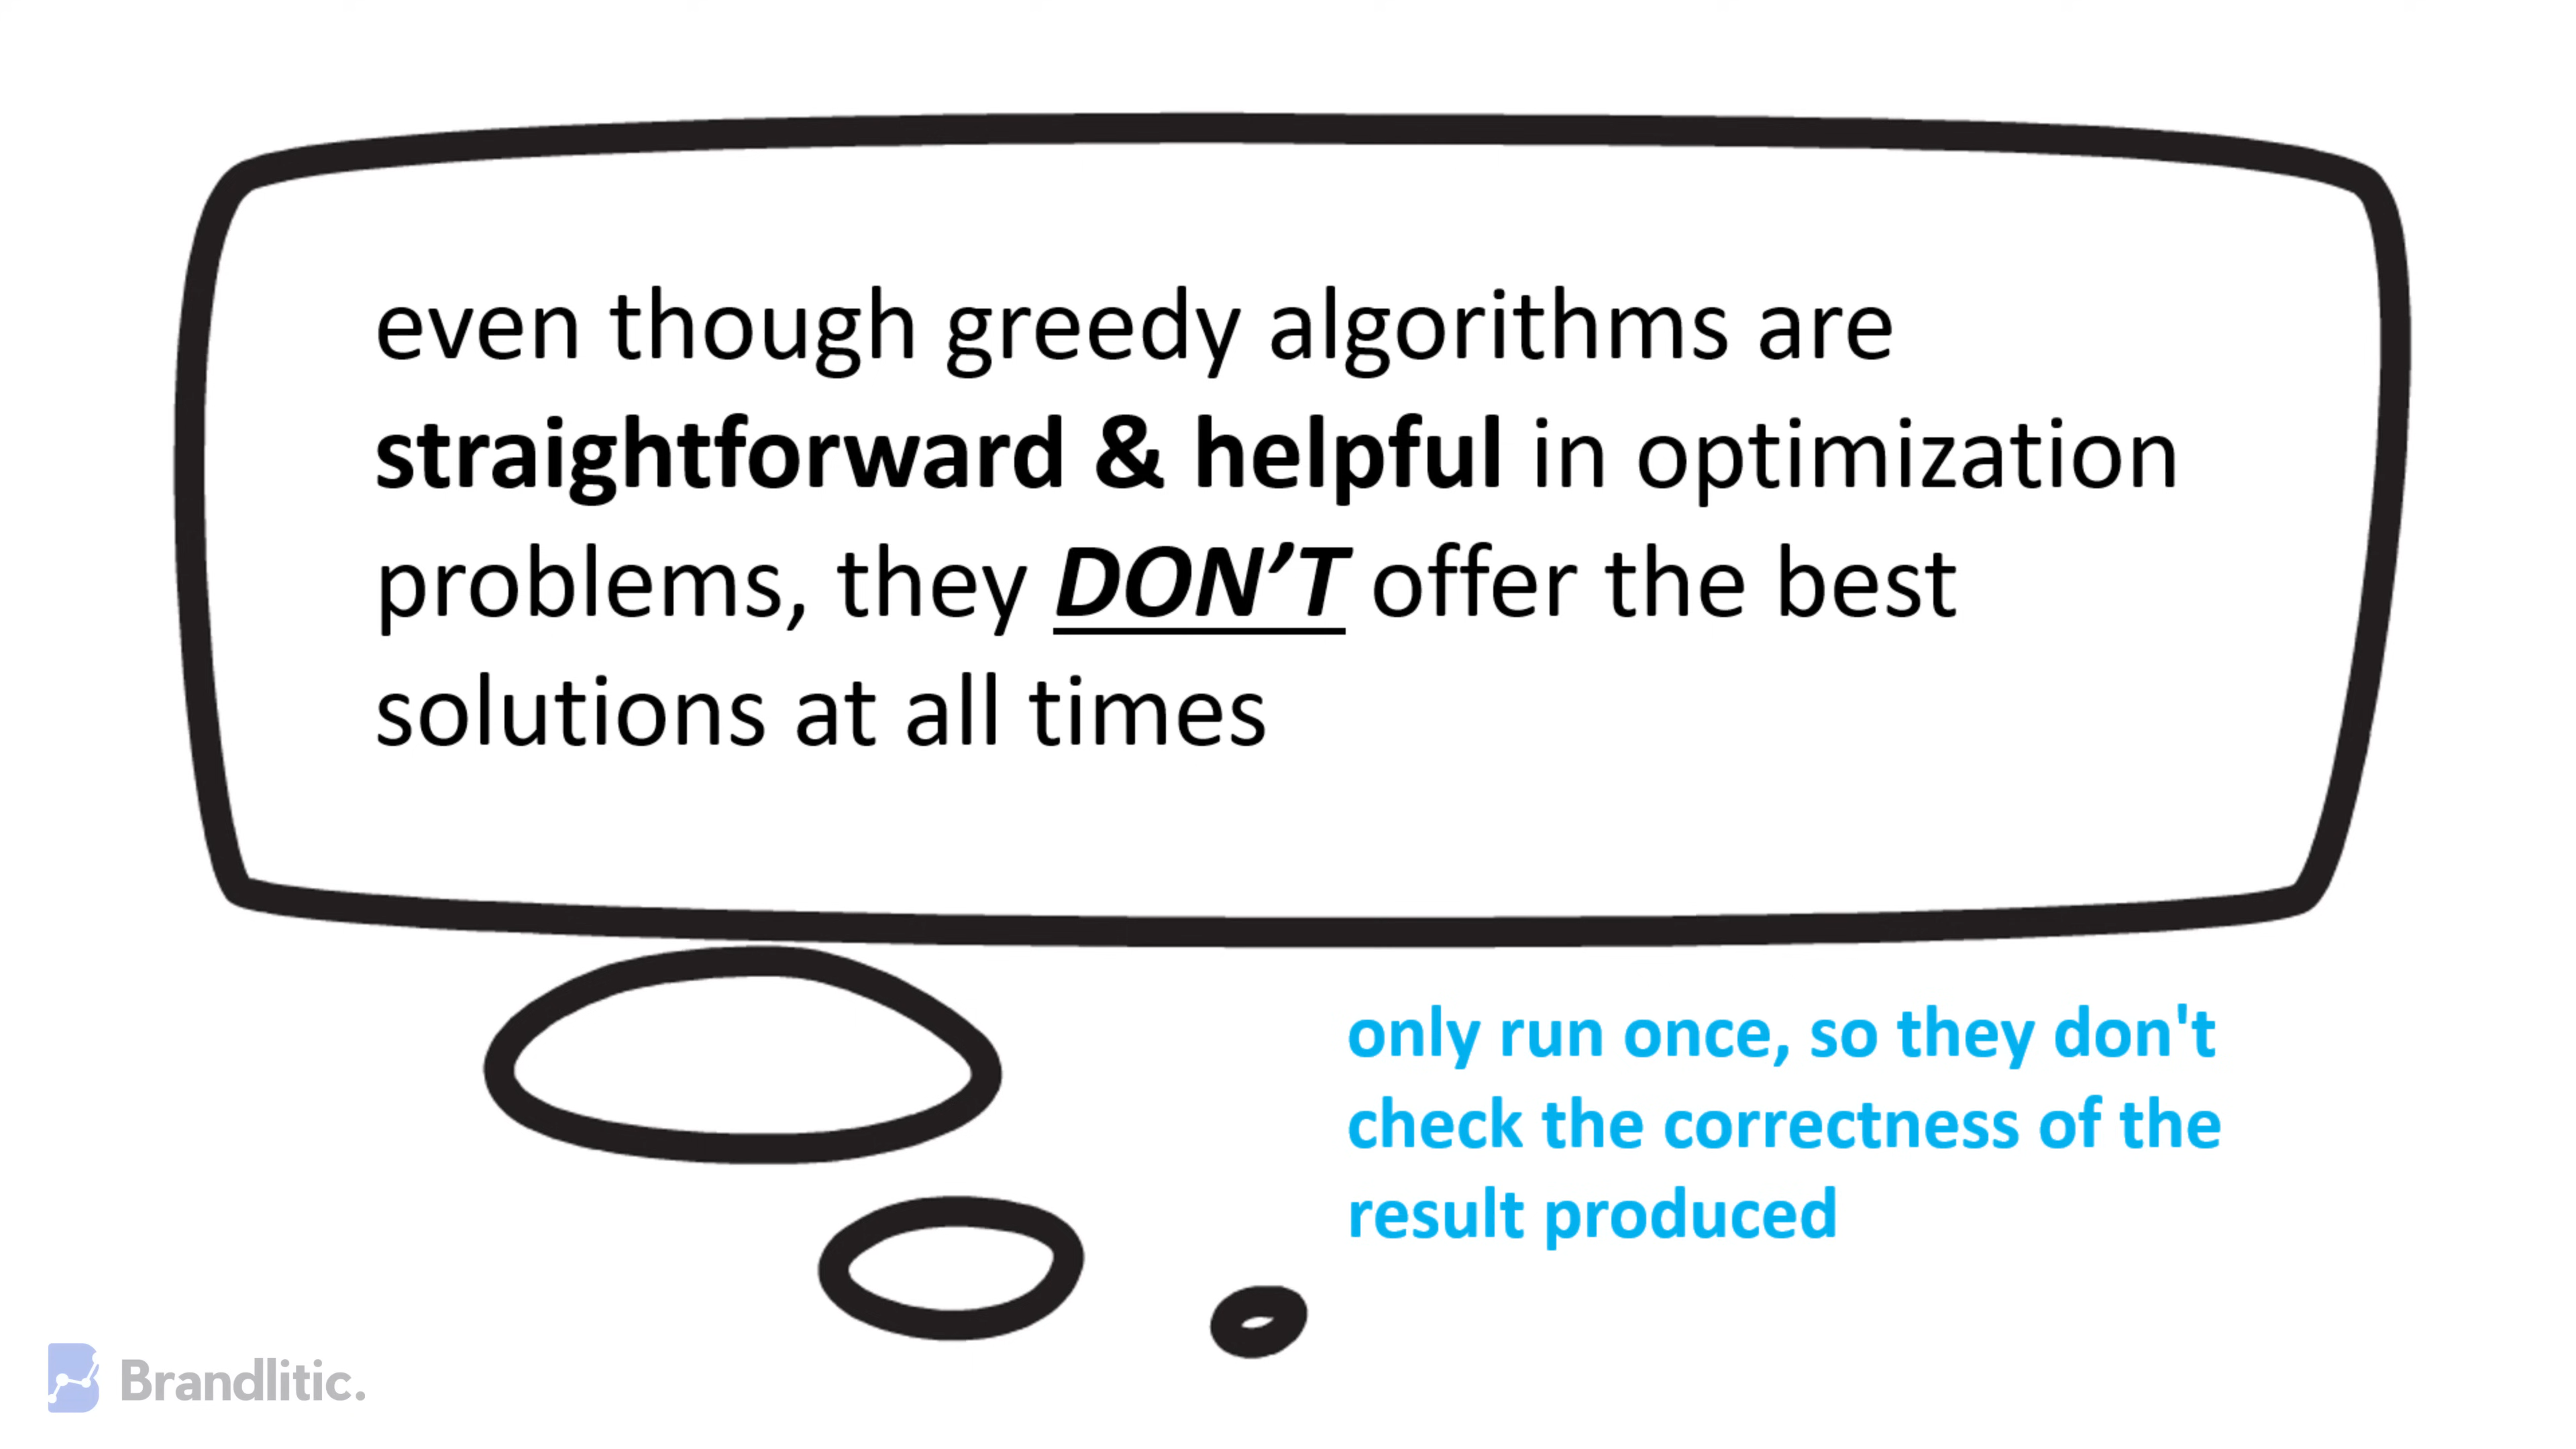 even though greedy algorithms are
straightforward & helpful in optimization
problems, they DON’T offer the best
solutions at all times
only run once, so they don't
check the correctness of the
result produced
Brandlitic.